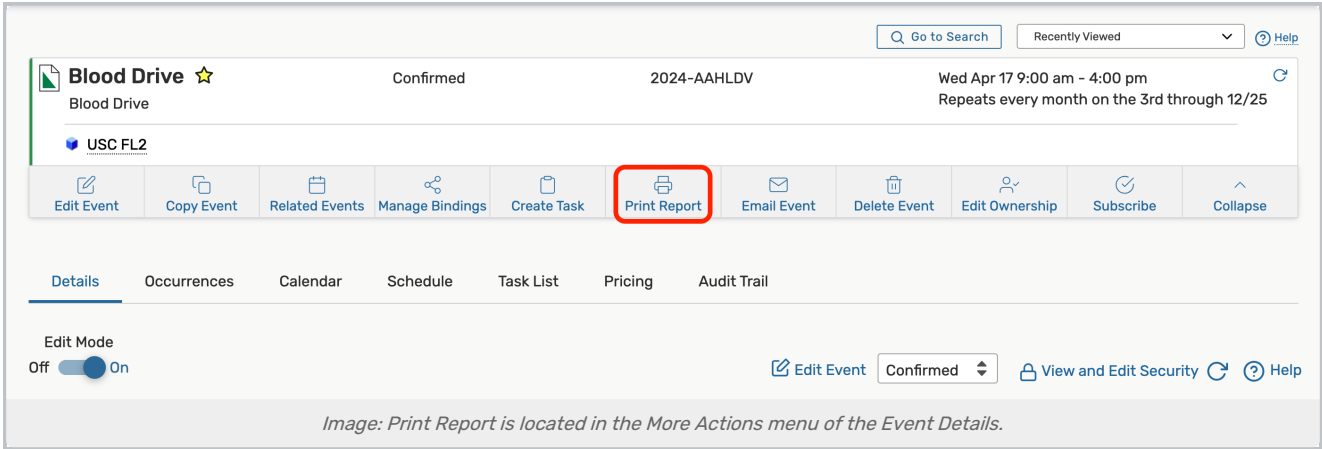 Go to Search Recently Viewed Help
Blood Drive Confirmed 2024-AAHLDV Wed Apr 17 9:00 am - 4:00 pm
Blood Drive Repeats every month on the 3rd through 12/25
USC FL2
Edit Event Copy Event Related Events Manage Bindings Create Task Print Report Email Event Delete Event Edit Ownership Subscribe Collapse
Details Occurrences Calendar Schedule Task List Pricing Audit Trail
Edit Mode
Off On Edit Event Confirmed View and Edit Security Help
Image: Print Report is located in the More Actions menu of the Event Details.